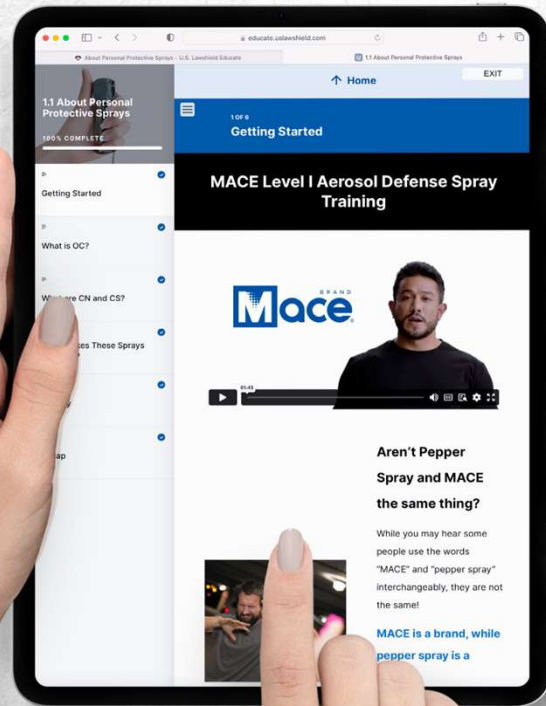 educate.uslawshield.com
About Personal Protective Sprays - U.S. Lawshield Educate
1.1 About Personal Protective Sprays
1.1 About Personal
Protective Sprays
100% COMPLETE
Getting Started
What is OC?
are CN and CS?
These Sprays
Home
EXIT
1 OF 6
Getting Started
MACE Level I Aerosol Defense Spray
Training
BRAND
Mace
01:43
Aren't Pepper
Spray and MACE
the same thing?
While you may hear some
people use the words
"MACE" and "pepper spray"
interchangeably, they are not
the same!
MACE is a brand, while
pepper spray is a